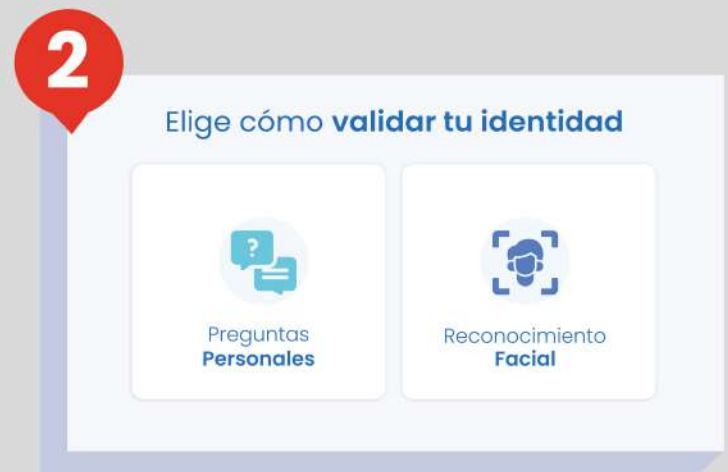 2
Elige cómo validar tu identidad
?
Preguntas
Personales
Reconocimiento
Facial